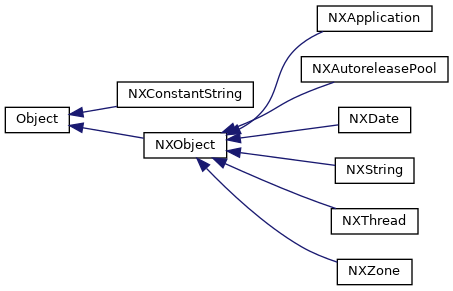 Object
NXConstantString
NXObject
NXApplication
NXAutoreleasePool
NXDate
NXString
NXThread
NXZone